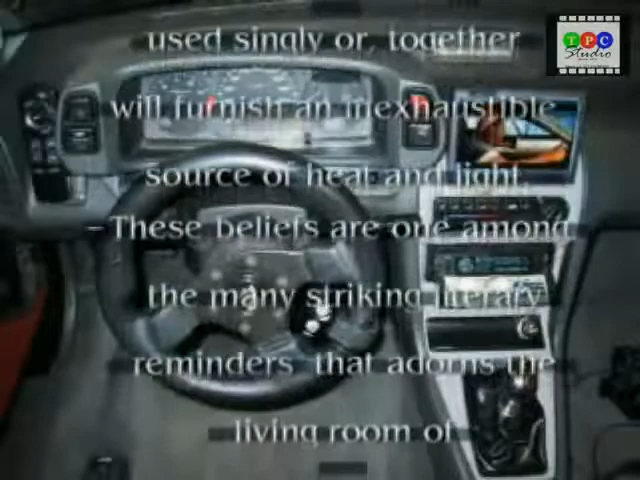 used singly or, together
TPC
Studio
will furnish an inexhaustible
source of heat and light.
These beliefs are one among
the many striking literary
reminders that adorns the
living room of